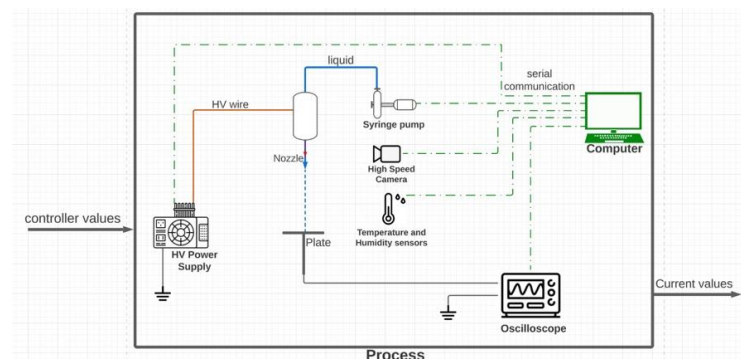 liquid
serial
communication
HV wire
Syringe pump
Computer
Nozzle
High Speed
Camera
controller values
Plate
Temperature and
Humidity sensors
HV Power
Supply
Current values
Oscilloscope
Process